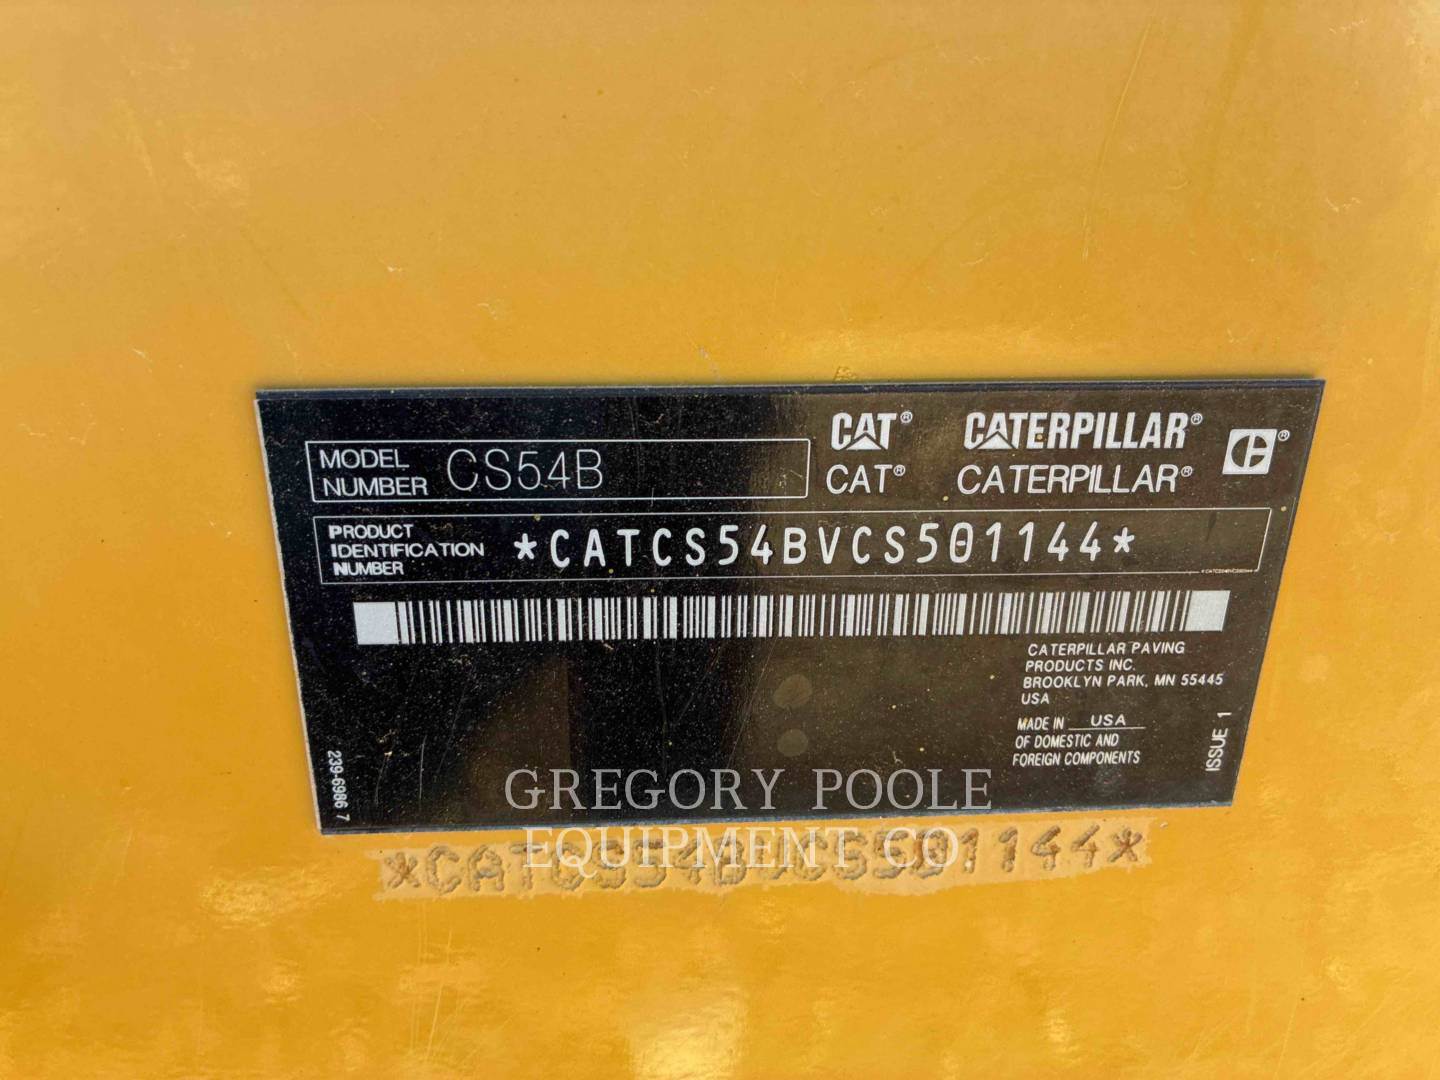 CAT® CATERPILLAR®
MODEL NUMBER CS54B
CAT® CATERPILLAR®
PRODUCT
IDENTIFICATION
NUMBER
*CATCS54BVCS501144*
CATERPILLAR PAVING
PRODUCTS INC.
BROOKLYN PARK, MN 55445
USA
MADE IN USA
OF DOMESTIC AND
FOREIGN COMPONENTS
ISSUE 1
239-6986 7
GREGORY POOLE
EQUIPMENT CO
*CATCS54BVCS501144*